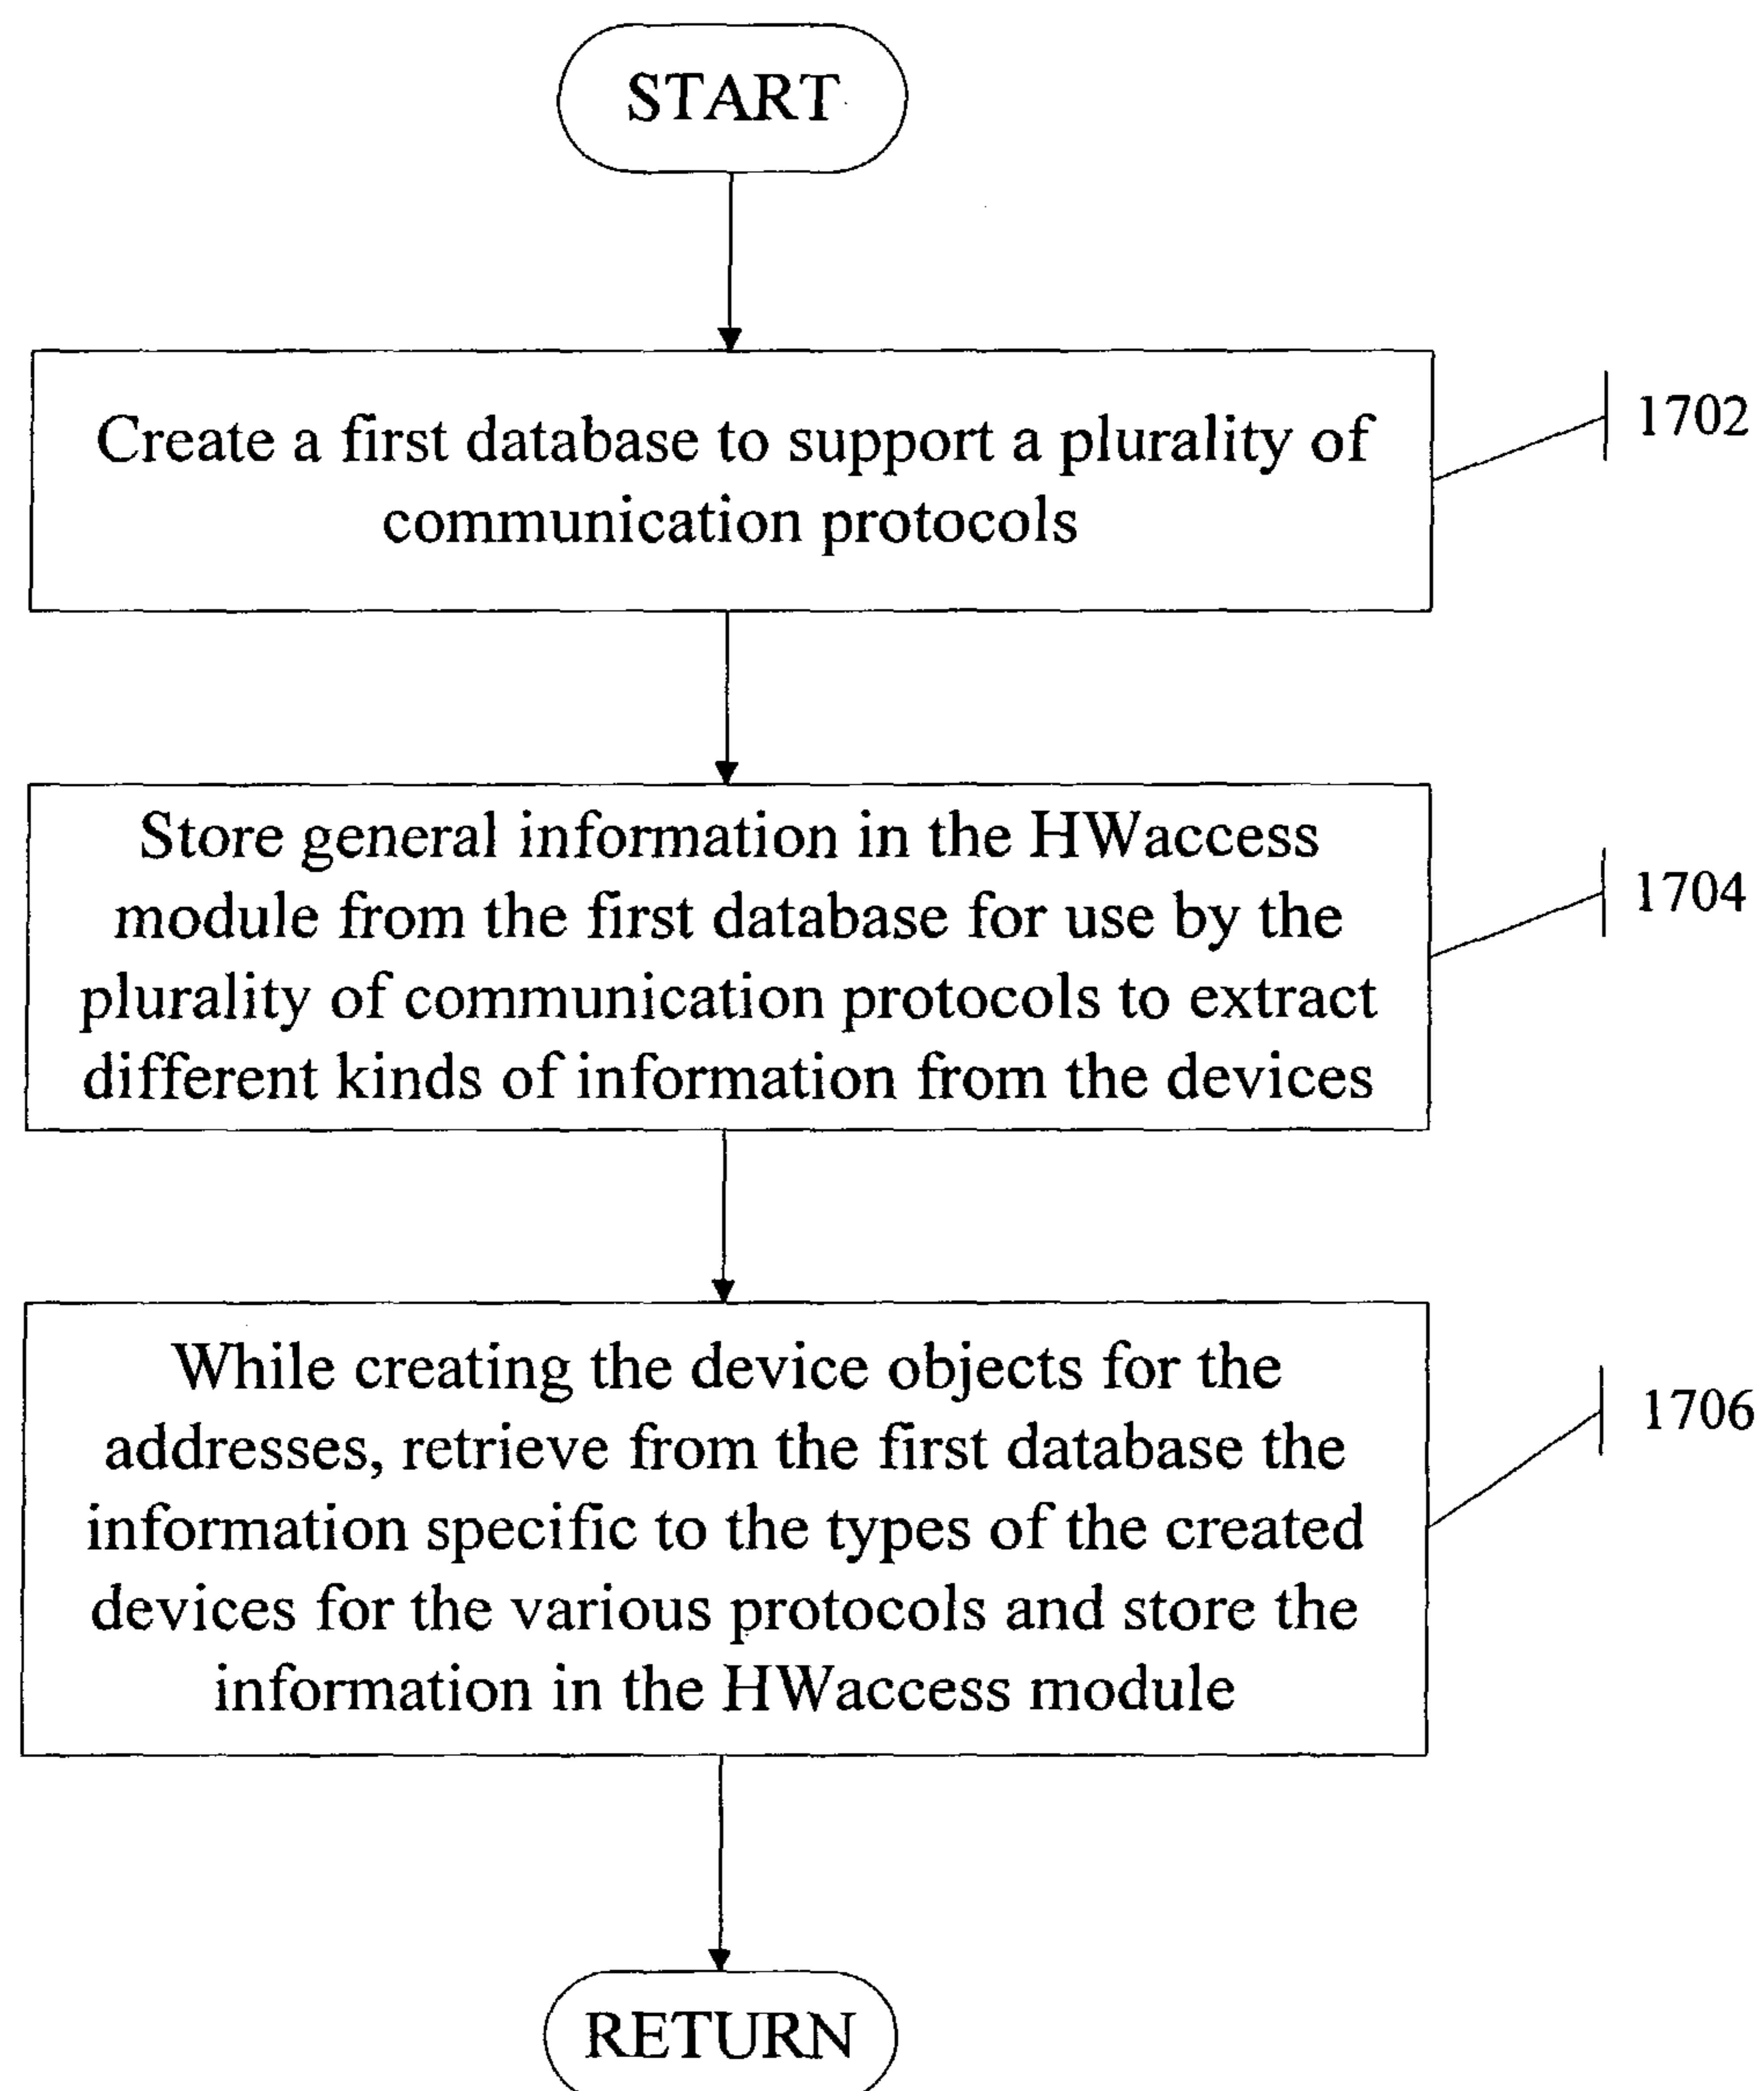 START
Create a first database to support a plurality of
communication protocols
1702
Store general information in the HWaccess
module from the first database for use by the
plurality of communication protocols to extract
different kinds of information from the devices
1704
While creating the device objects for the
addresses, retrieve from the first database the
information specific to the types of the created
devices for the various protocols and store the
information in the HWaccess module
1706
RETURN